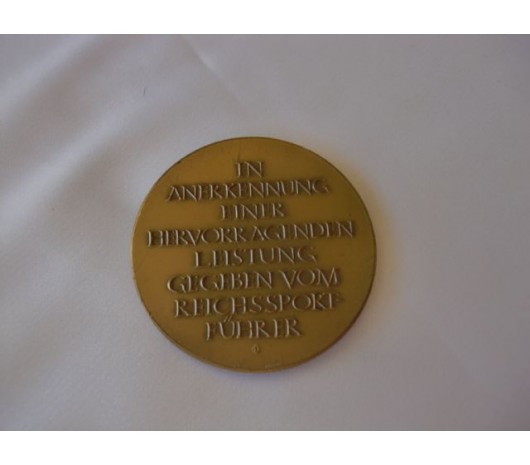 IN
ANERKENNUNG
EINER
HERVORRAGENDEN
LEISTUNG
GEGEBEN VOM
REICHSSPORT
FÜHRER